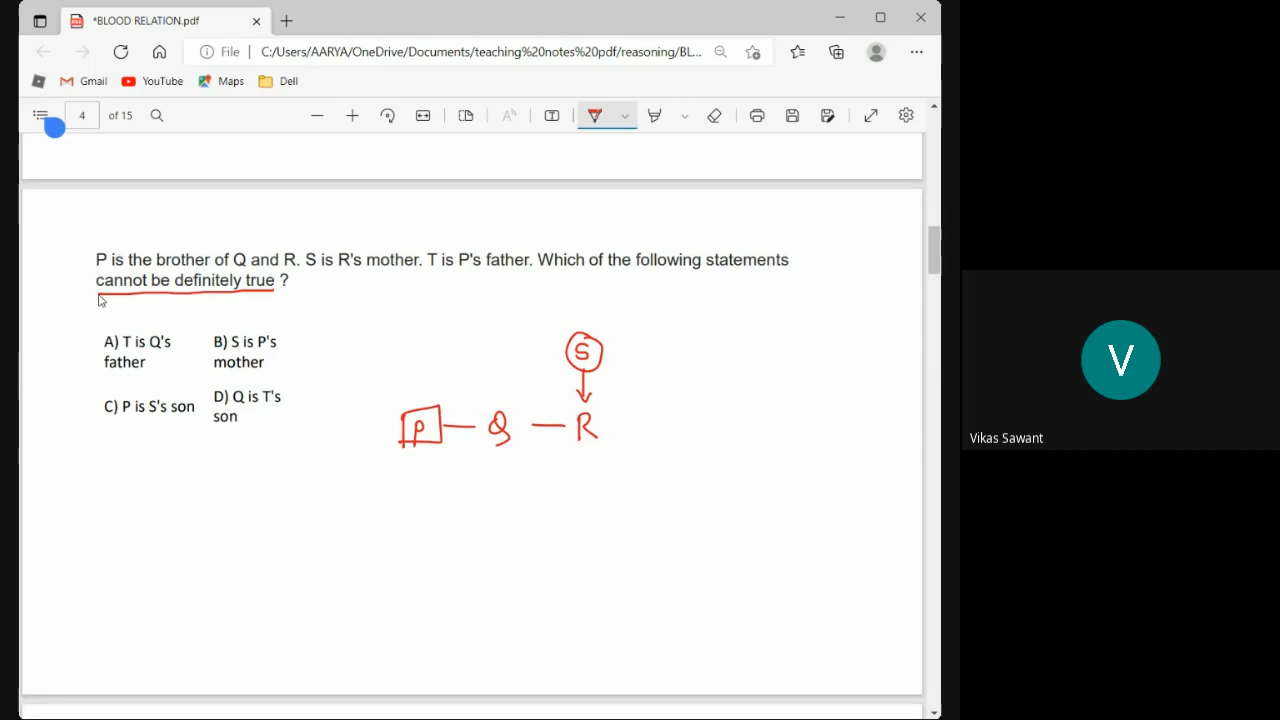 *BLOOD RELATION.pdf
File
C:/Users/AARYA/OneDrive/Documents/teaching%20notes%20pdf/reasoning/BL...
Gmail
YouTube
Maps
Dell
4
of 15
P is the brother of Q and R. S is R's mother. T is P's father. Which of the following statements
cannot be definitely true ?
A) T is Q's
father
B) S is P's
mother
C) P is S's son
D) Q is T's
son
S
P
Q
R
V
Vikas Sawant